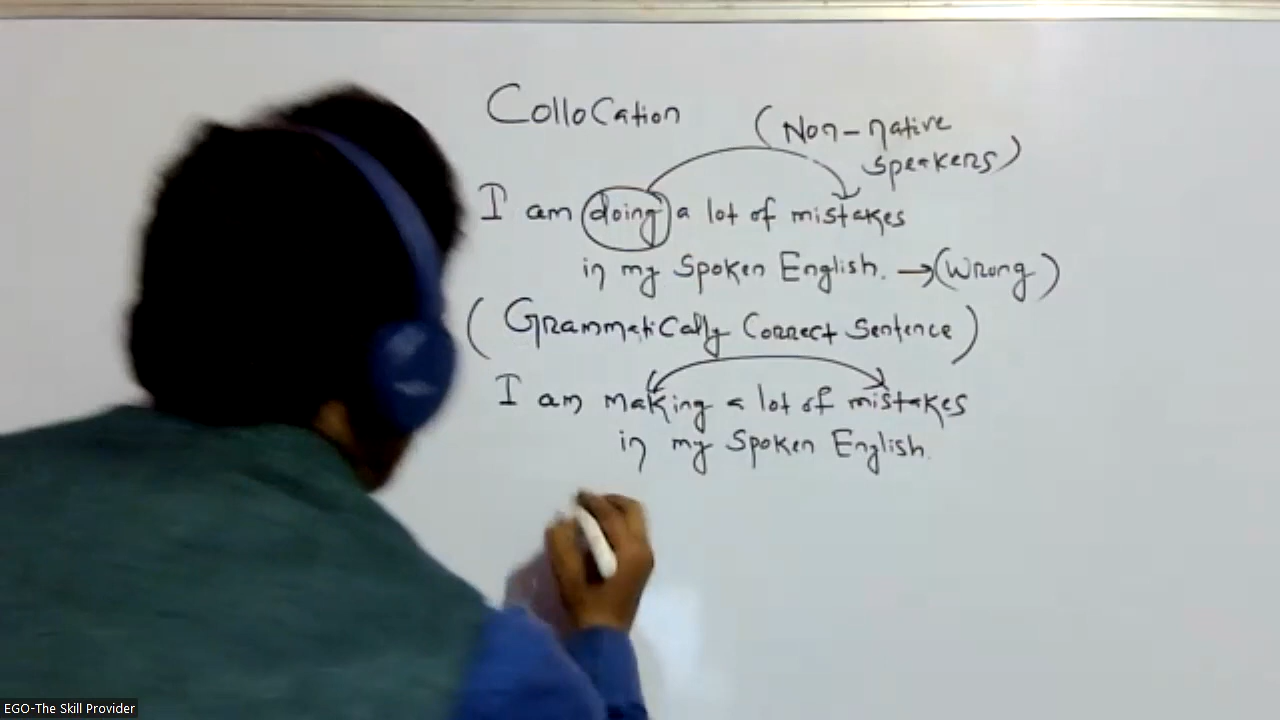 Collocation
(Non-native
speakers)
I am doing a lot of mistakes
in my Spoken English. →(Wrong)
(Grammatically Correct Sentence)
I am making a lot of mistakes
in my Spoken English.
EGO-The Skill Provider